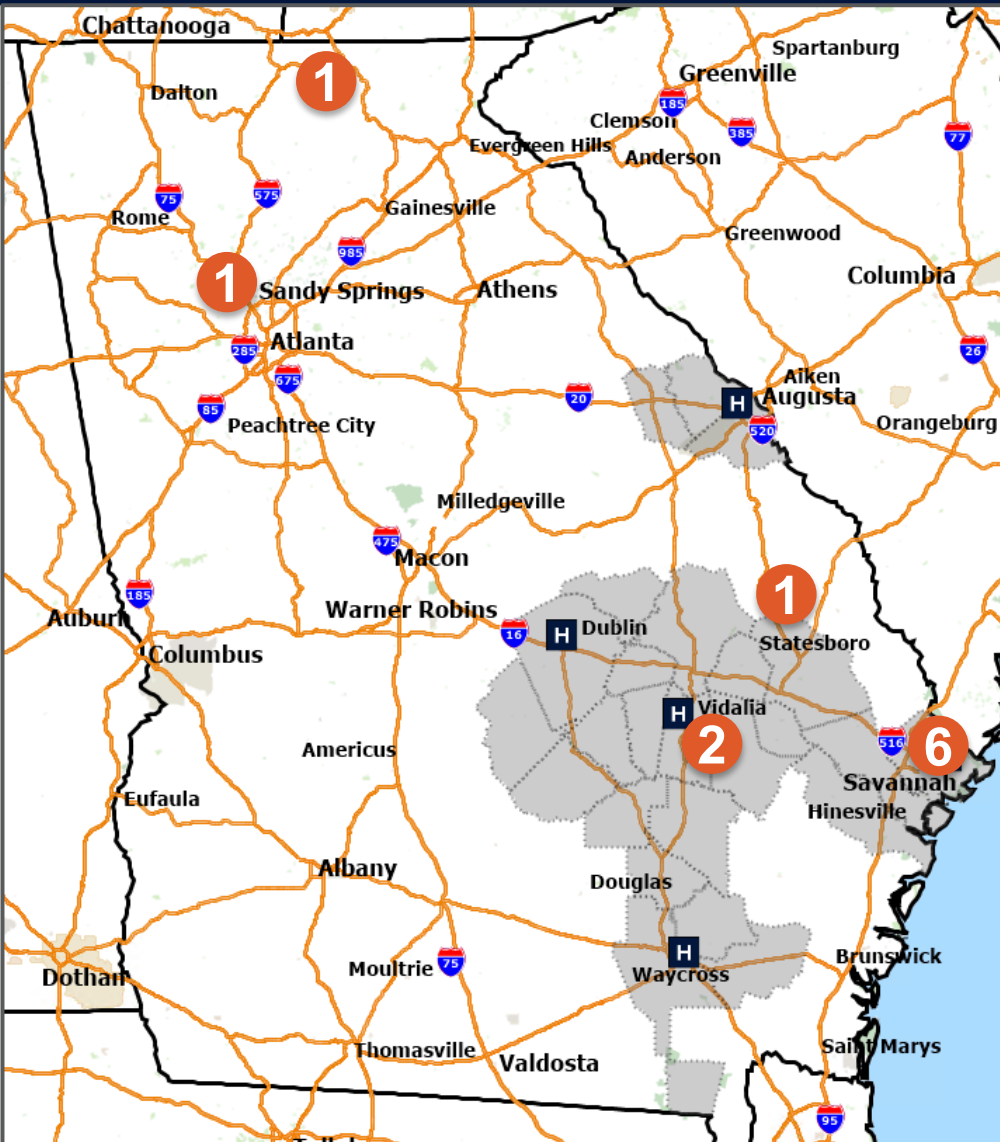 Chattanooga
Spartanburg
Greenville
1
Dalton
185
Clemson
385
77
Evergreen Hills
Anderson
75
575
Gainesville
Rome
Greenwood
985
Columbia
1
Sandy Springs
Athens
Atlanta
285
26
675
Aiken
20
H
Augusta
85
Peachtree City
520
Orangeburg
Milledgeville
475
Macon
185
1
Warner Robins
Auburn
16
H
Dublin
Statesboro
Columbus
H
Vidalia
2
516
6
Americus
Savannah
Eufaula
Hinesville
Albany
Douglas
H
Brunswick
75
Moultrie
Waycross
Dothan
Saint Marys
Thomasville
Valdosta
95